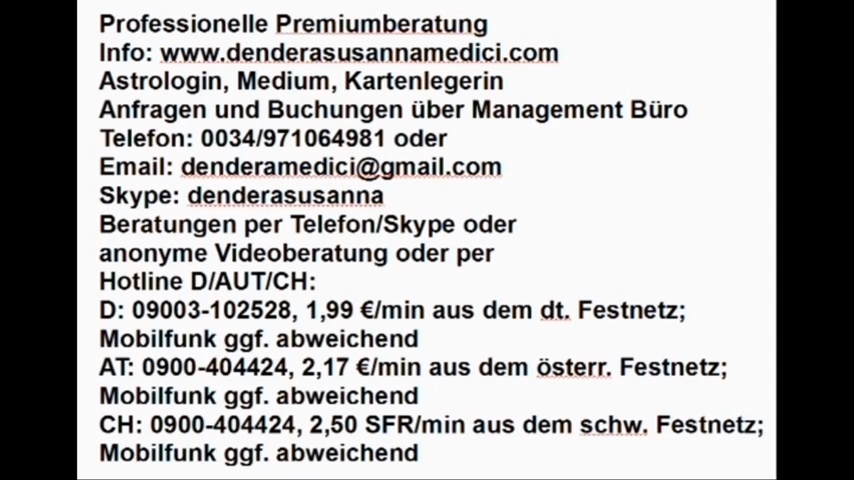 Professionelle Premiumberatung
Info: www.denderasusannamedici.com
Astrologin, Medium, Kartenlegerin
Anfragen und Buchungen über Management Büro
Telefon: 0034/971064981 oder
Email: denderamedici@gmail.com
Skype: denderasusanna
Beratungen per Telefon/Skype oder
anonyme Videoberatung oder per
Hotline D/AUT/CH:
D: 09003-102528, 1,99 €/min aus dem dt. Festnetz;
Mobilfunk ggf. abweichend
AT: 0900-404424, 2,17 €/min aus dem österr. Festnetz;
Mobilfunk ggf. abweichend
CH: 0900-404424, 2,50 SFR/min aus dem schw. Festnetz;
Mobilfunk ggf. abweichend